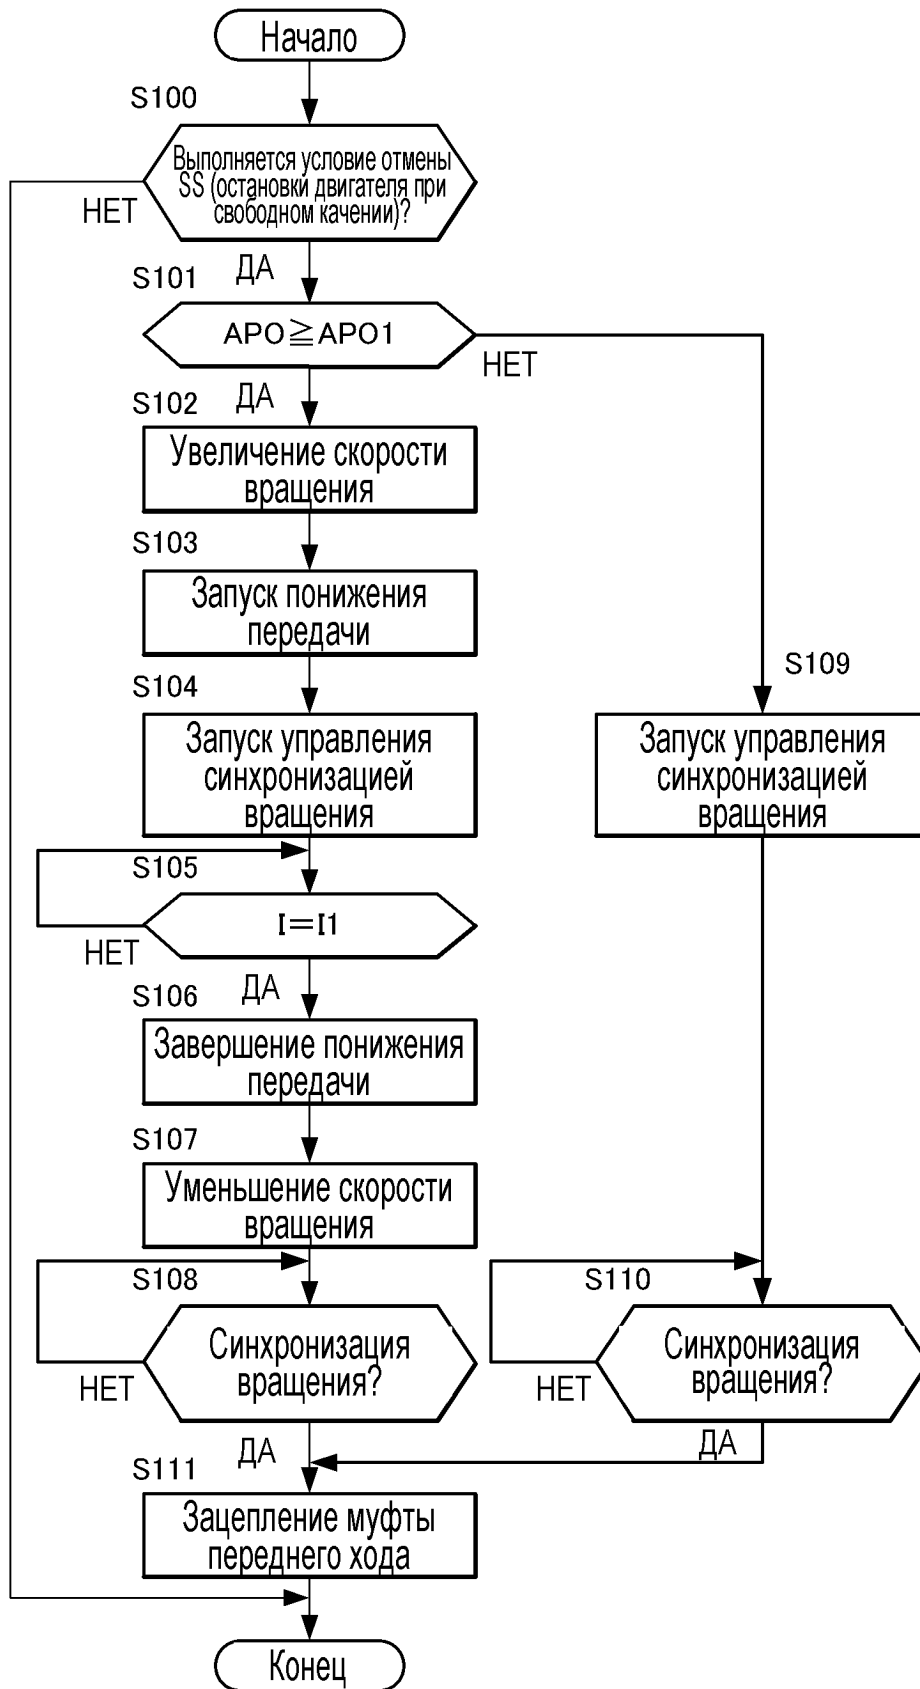 Начало
S100
Выполняется условие отмены
SS (остановки двигателя при
свободном качении)?
НЕТ
ДА
S101
APO≧APO1
НЕТ
ДА
S102
Увеличение скорости
вращения
S103
Запуск понижения
передачи
S104
Запуск управления
синхронизацией
вращения
S109
Запуск управления
синхронизацией
вращения
S105
I=I1
НЕТ
ДА
S106
Завершение понижения
передачи
S107
Уменьшение скорости
вращения
S108
Синхронизация
вращения?
НЕТ
ДА
S110
Синхронизация
вращения?
НЕТ
ДА
S111
Зацепление муфты
переднего хода
Конец